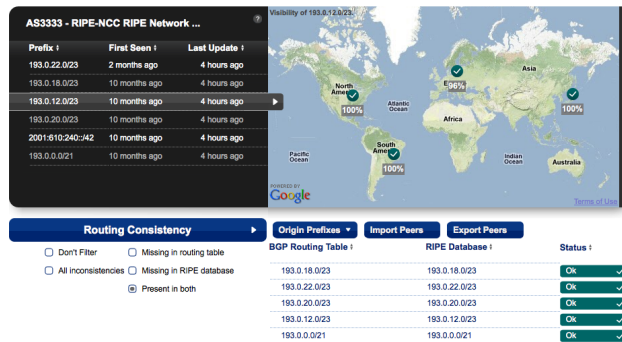 AS3333 - RIPE-NCC RIPE Network ...
?
Prefix First Seen Last Update
193.0.22.0/23 2 months ago 4 hours ago
193.0.18.0/23 10 months ago 4 hours ago
193.0.12.0/23 10 months ago 4 hours ago
193.0.20.0/23 10 months ago 4 hours ago
2001:610:240::/42 10 months ago 4 hours ago
193.0.0.0/21 10 months ago 4 hours ago
Visibility of 193.0.12.0/23.
Asia
96%
North
100%
100%
Atlantic
Ocean
Africa
South
100%
Pacific
Ocean
Indian
Ocean
Australia
POWERED BY
Google
Terms of Use
Routing Consistency
Don't Filter Missing in routing table
All inconsistencies Missing in RIPE database
Present in both
Origin Prefixes Import Peers Export Peers
BGP Routing Table RIPE Database Status
193.0.18.0/23 193.0.18.0/23 Ok
193.0.22.0/23 193.0.22.0/23 Ok
193.0.20.0/23 193.0.20.0/23 Ok
193.0.12.0/23 193.0.12.0/23 Ok
193.0.0.0/21 193.0.0.0/21 Ok